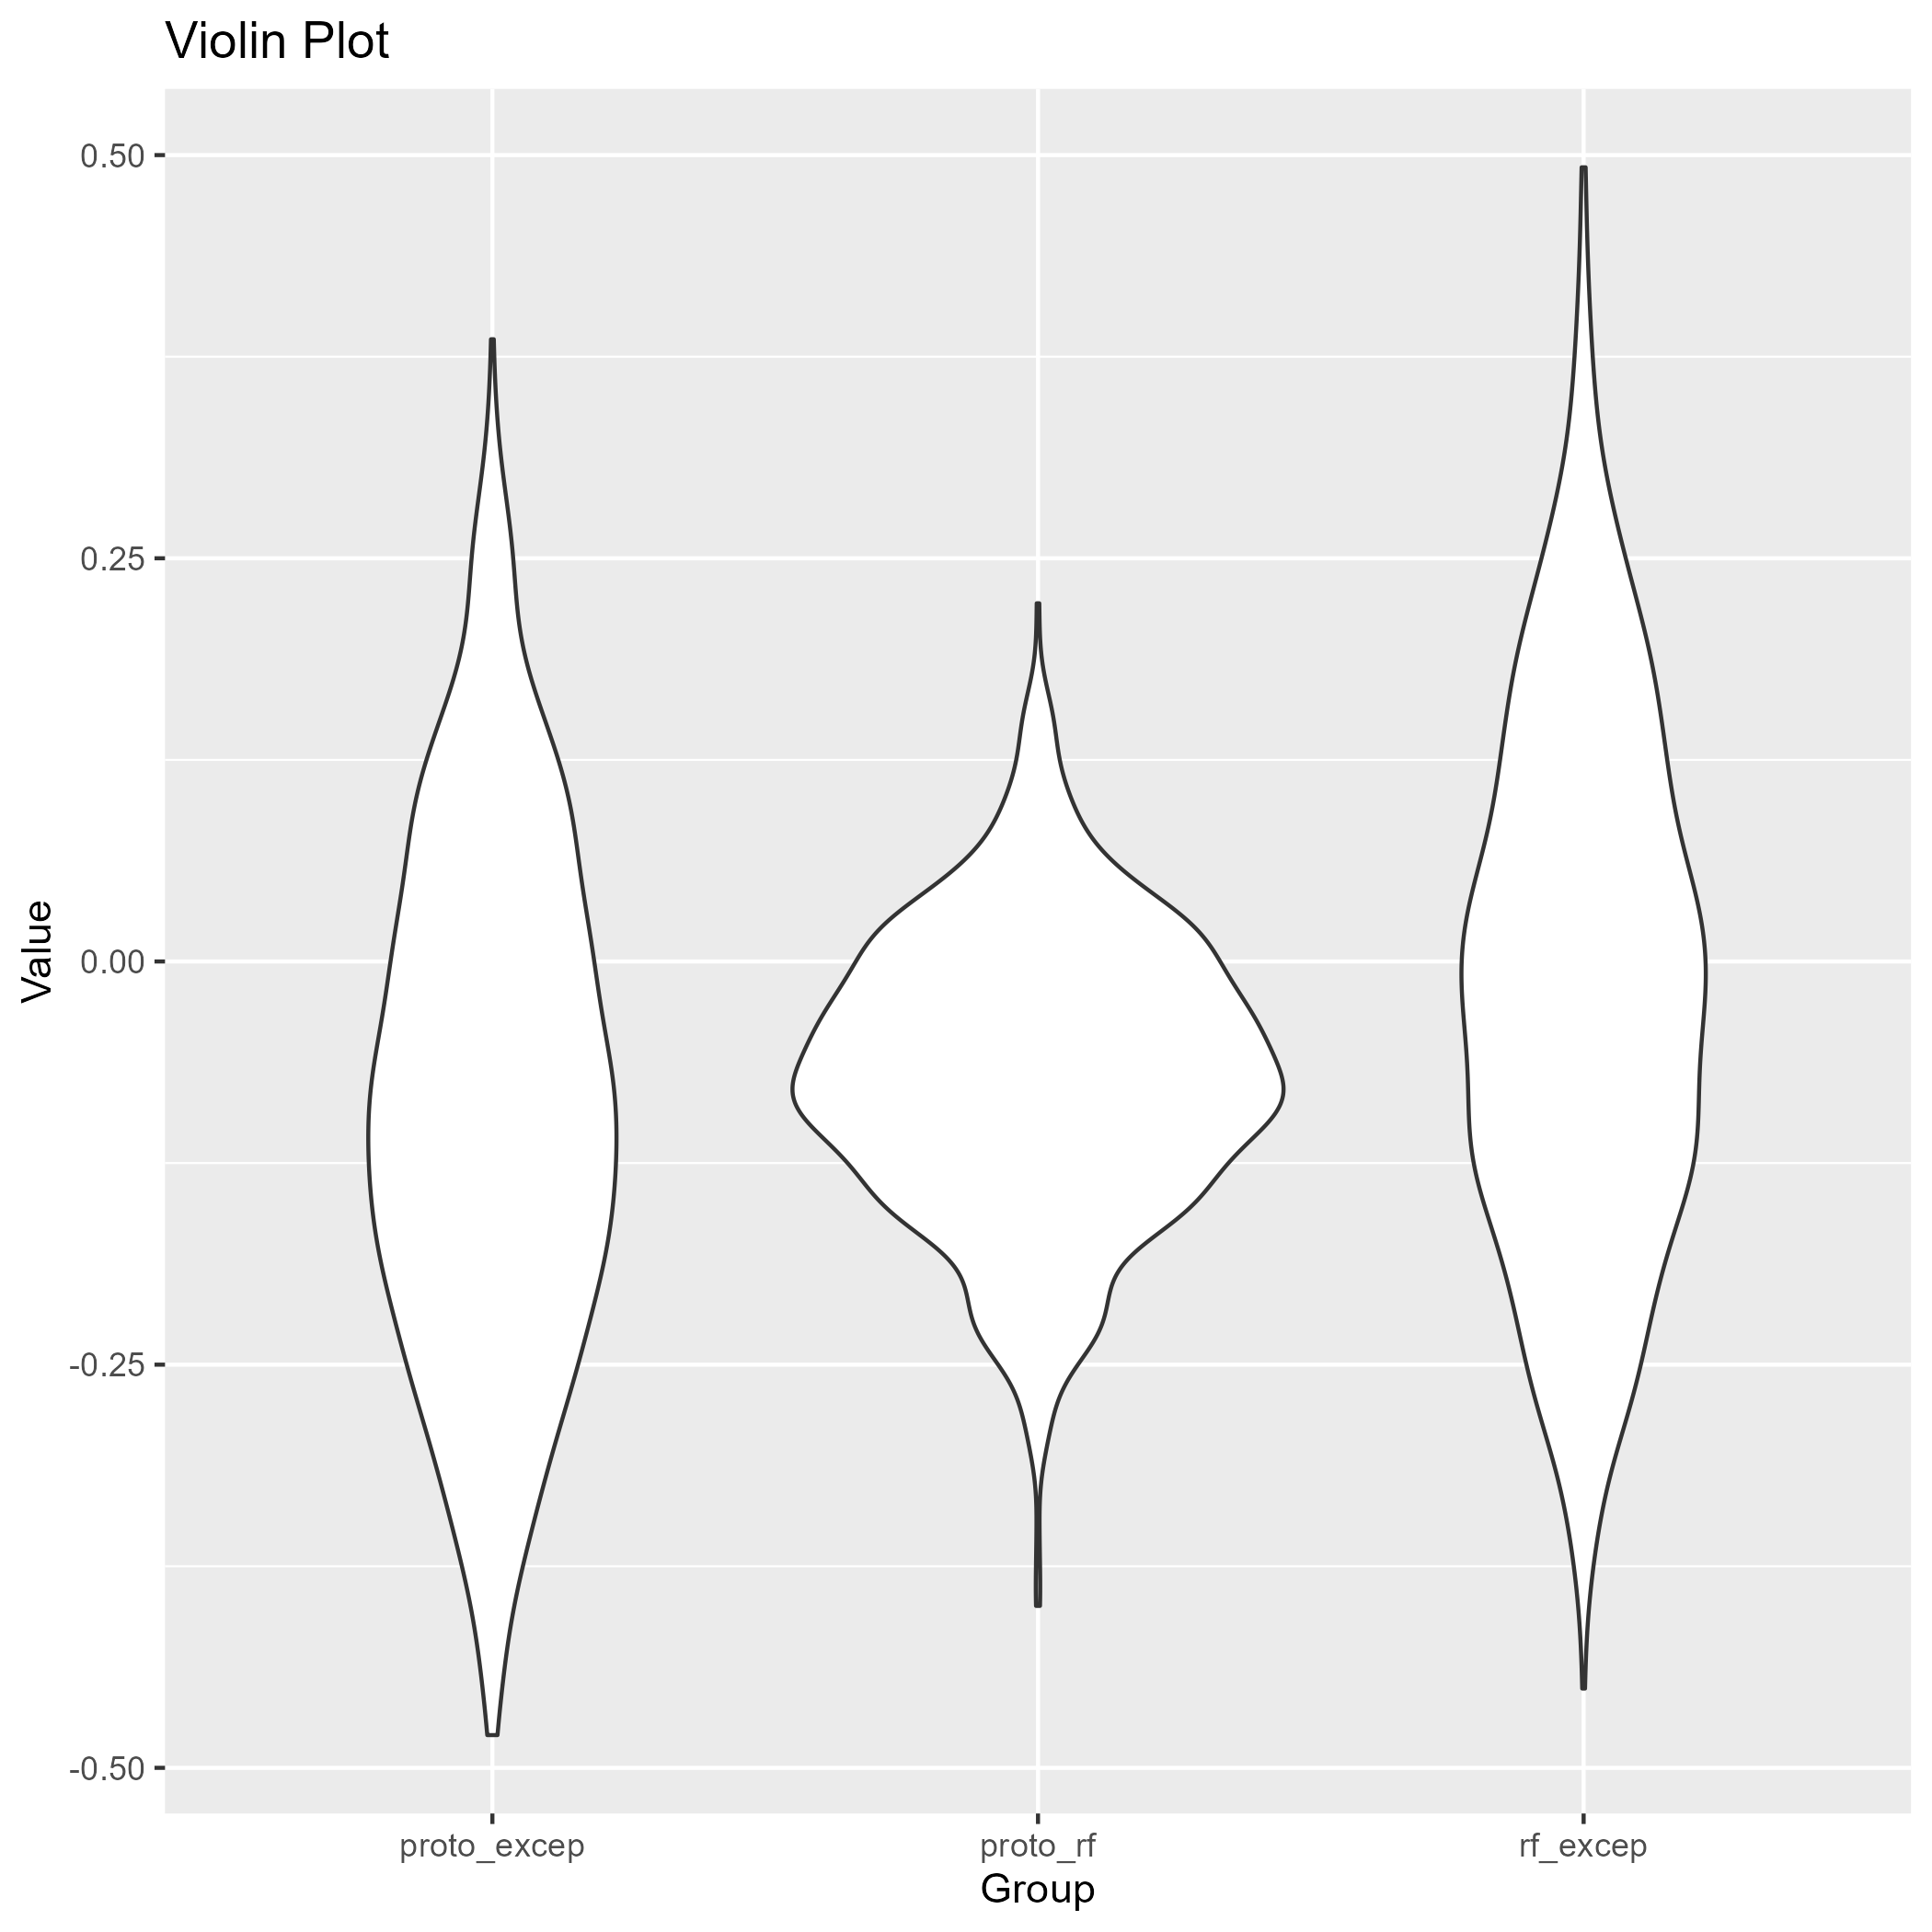 Violin Plot
0.50
0.25
0.00
-0.25
-0.50
Value
proto_excep
proto_rf
rf_excep
Group